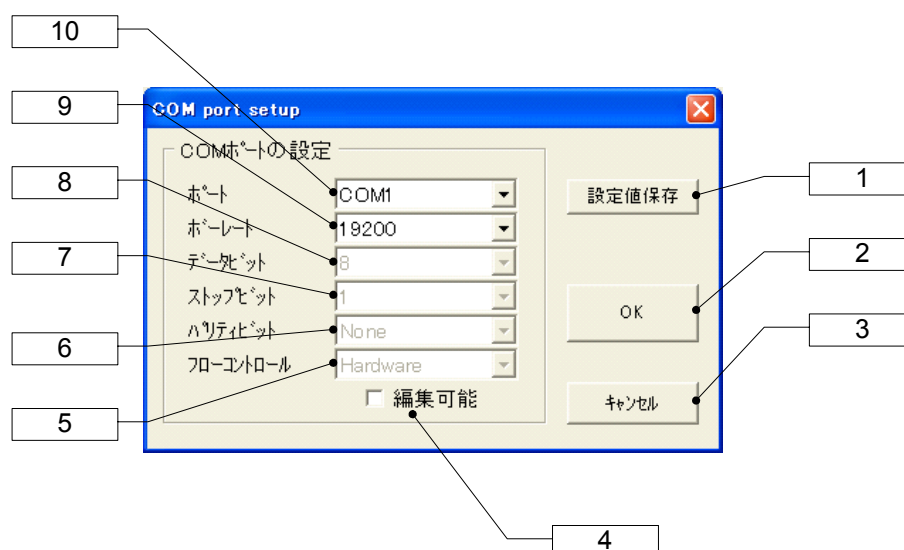 10
9
COM port setup
COMﾎﾟｰﾄの設定
8
ﾎﾟｰﾄ
COM1
設定値保存
1
ﾎﾞｰﾚｰﾄ
19200
7
ﾃﾞｰﾀﾋﾞｯﾄ
8
2
ｽﾄｯﾌﾟﾋﾞｯﾄ
1
OK
6
ﾊﾟﾘﾃｨﾋﾞｯﾄ
None
3
ﾌﾛｰｺﾝﾄﾛｰﾙ
Hardware
5
編集可能
ｷｬﾝｾﾙ
4